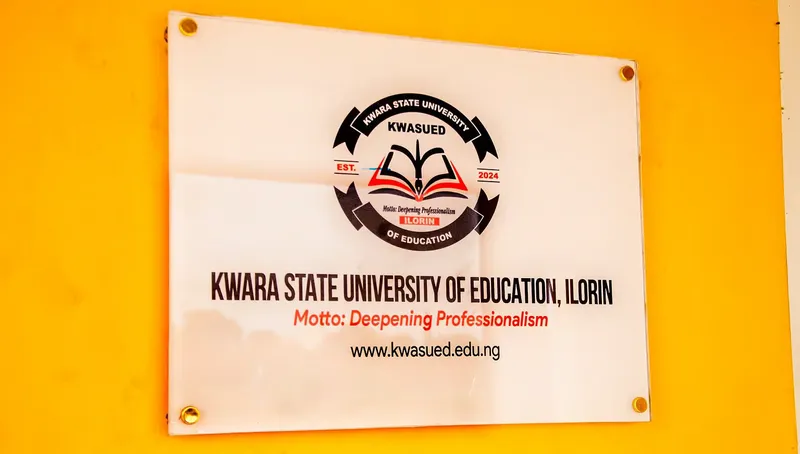 KWARA STATE UNIVERSITY
KWASUED
EST. 2024
Motto: Deepening Professionalism
ILORIN
OF EDUCATION
KWARA STATE UNIVERSITY OF EDUCATION, ILORIN
Motto: Deepening Professionalism
www.kwasued.edu.ng